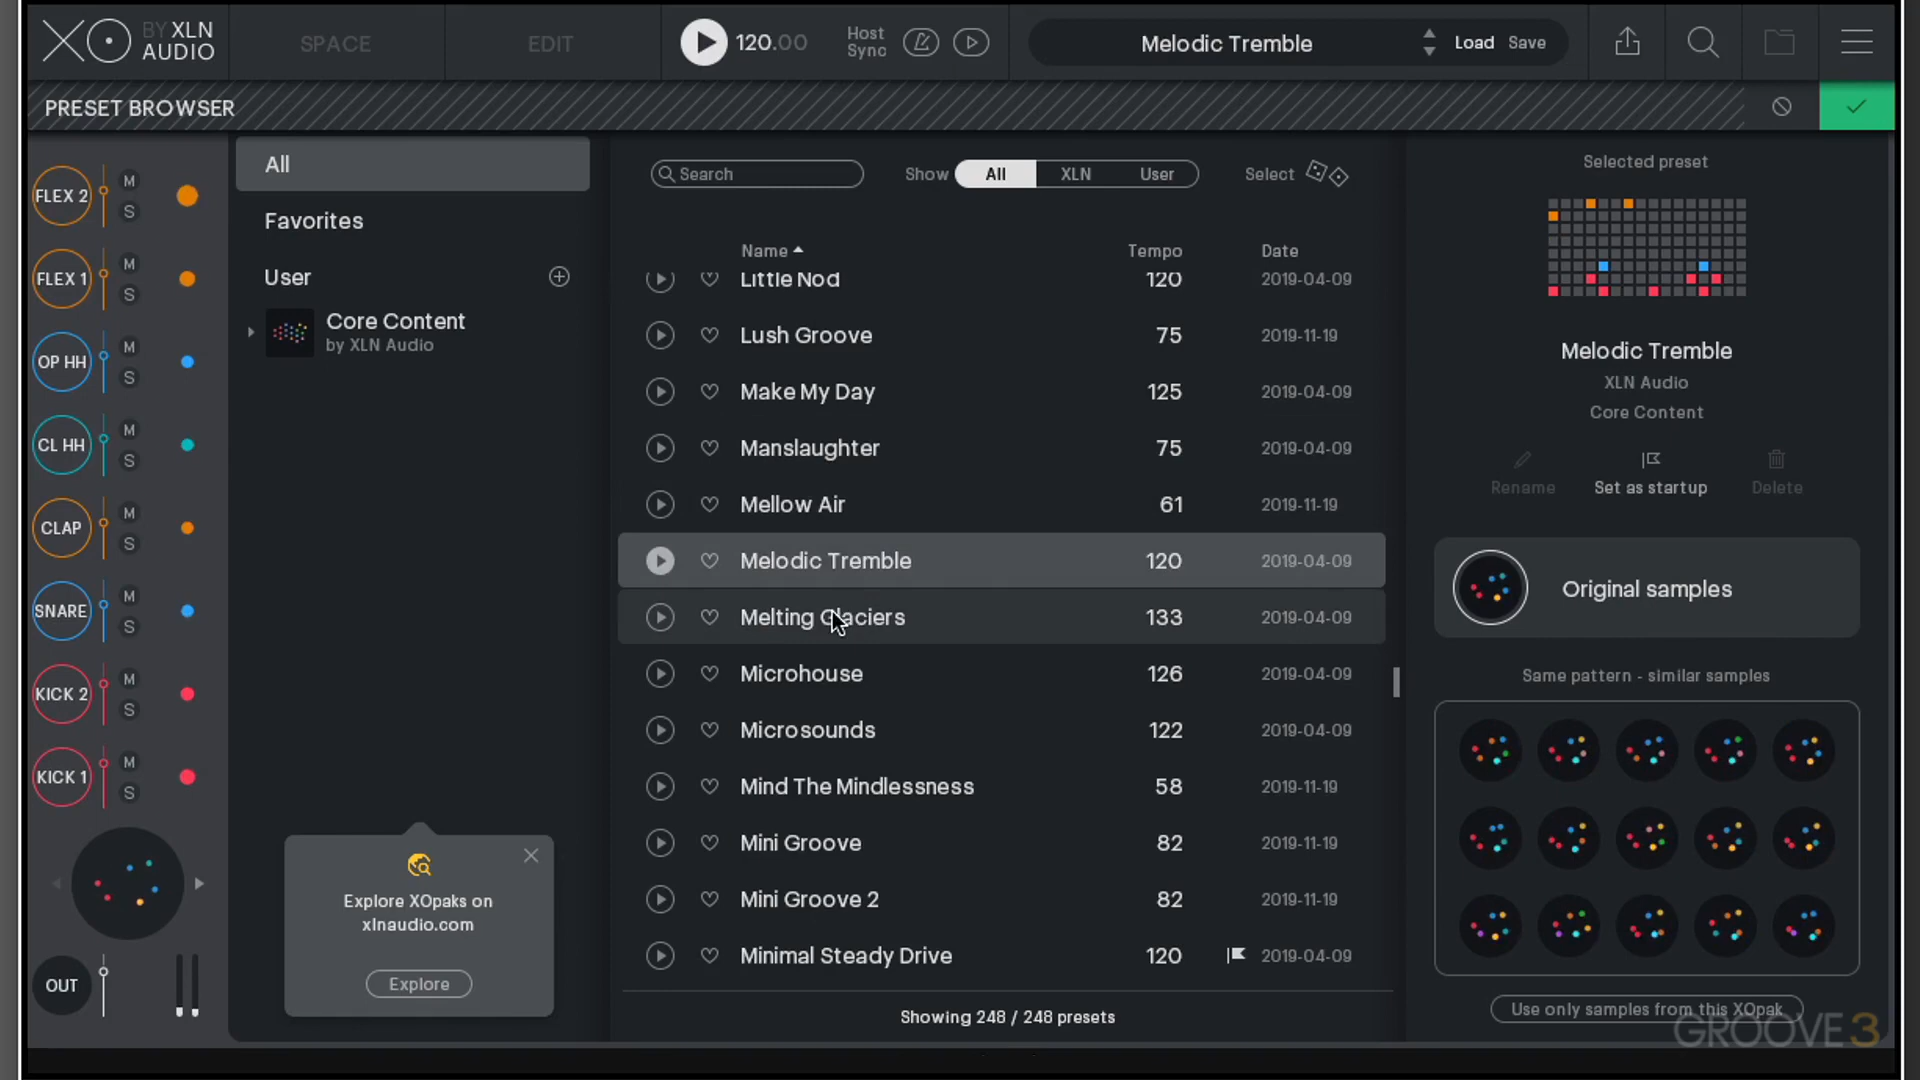 XO BY XLN AUDIO
SPACE
EDIT
120.00
Host Sync
Melodic Tremble
Load
Save
PRESET BROWSER
FLEX 2
M
S
FLEX 1
M
S
OP HH
M
S
CL HH
M
S
CLAP
M
S
SNARE
M
S
KICK 2
M
S
KICK 1
M
S
OUT
All
Favorites
User
Core Content
by XLN Audio
Explore XOpaks on
xlnaudio.com
Explore
Search
Show
All
XLN
User
Select
Name Tempo Date
Little Nod 120 2019-04-09
Lush Groove 75 2019-11-19
Make My Day 125 2019-04-09
Manslaughter 75 2019-04-09
Mellow Air 61 2019-11-19
Melodic Tremble 120 2019-04-09
Melting Glaciers 133 2019-04-09
Microhouse 126 2019-04-09
Microsounds 122 2019-04-09
Mind The Mindlessness 58 2019-11-19
Mini Groove 82 2019-11-19
Mini Groove 2 82 2019-11-19
Minimal Steady Drive 120 2019-04-09
Showing 248 / 248 presets
Selected preset
Melodic Tremble
XLN Audio
Core Content
Rename
Set as startup
Delete
Original samples
Same pattern - similar samples
Use only samples from this XOpak
GROOVE 3